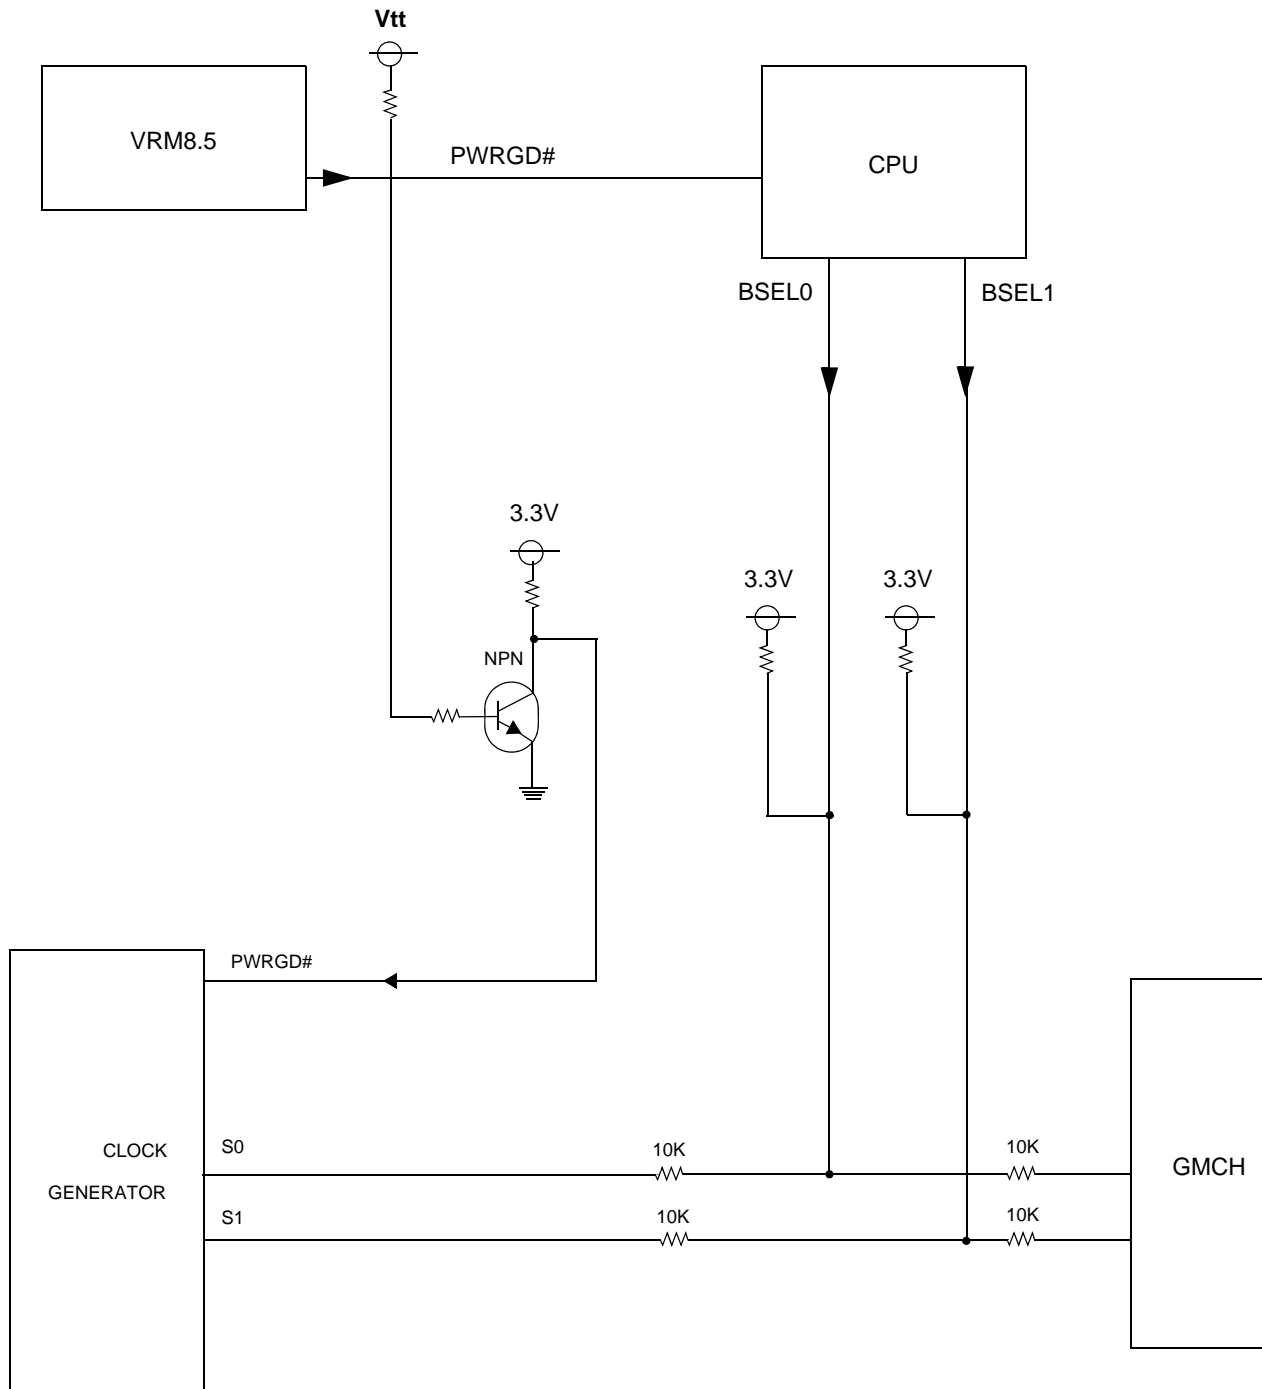 Vtt
VRM8.5
PWRGD#
CPU
BSEL0
BSEL1
3.3V
3.3V
3.3V
NPN
PWRGD#
CLOCK
GENERATOR
S0
10K
10K
GMCH
S1
10K
10K